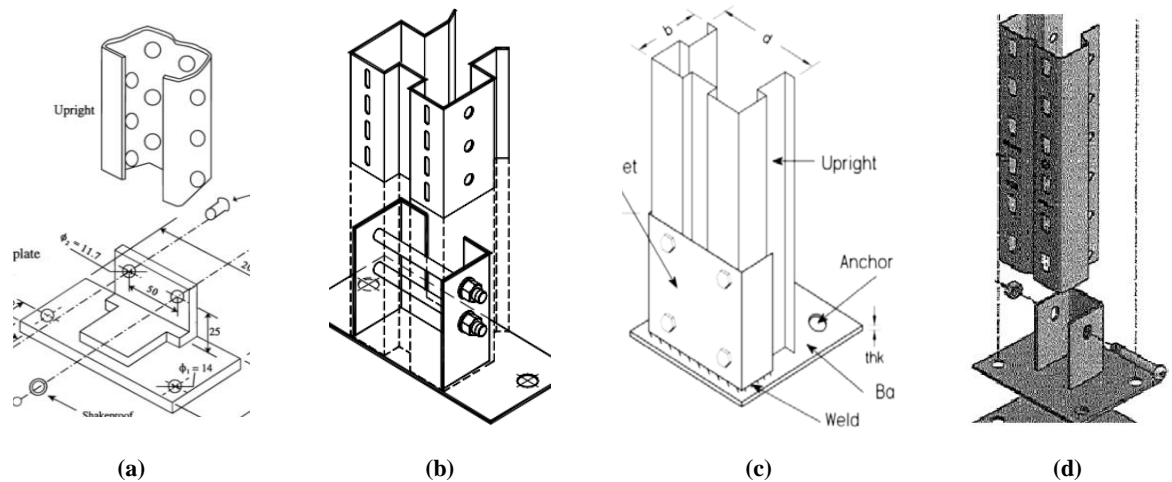 Upright
plate
ϕ₂ = 11.7
50
20
25
ϕ₁ = 14
Shakeproof
(a)
(b)
b
d
et
Upright
Anchor
thk
Ba
Weld
(c)
(d)